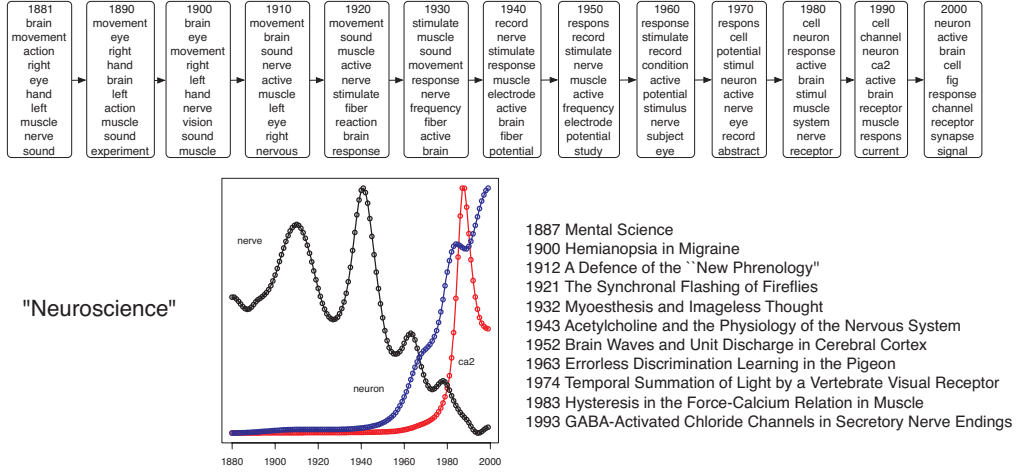 1881
brain
movement
action
right
eye
hand
left
muscle
nerve
sound
1890
movement
eye
right
hand
brain
left
action
muscle
sound
experiment
1900
brain
eye
movement
right
left
hand
nerve
vision
sound
muscle
1910
movement
brain
sound
nerve
active
muscle
left
eye
right
nervous
1920
movement
sound
muscle
active
nerve
stimulate
fiber
reaction
brain
response
1930
stimulate
muscle
sound
movement
response
nerve
frequency
fiber
active
brain
1940
record
nerve
stimulate
response
muscle
electrode
active
brain
fiber
potential
1950
respons
record
stimulate
nerve
muscle
active
frequency
electrode
potential
study
1960
response
stimulate
record
condition
active
potential
stimulus
nerve
subject
eye
1970
respons
cell
potential
stimul
neuron
active
nerve
eye
record
abstract
1980
cell
neuron
response
active
brain
stimul
muscle
system
nerve
receptor
1990
cell
channel
neuron
ca2
active
brain
receptor
muscle
respons
current
2000
neuron
active
brain
cell
fig
response
channel
receptor
synapse
signal
"Neuroscience"
nerve
neuron
ca2
1880 1900 1920 1940 1960 1980 2000
1887 Mental Science
1900 Hemianopsia in Migraine
1912 A Defence of the ``New Phrenology''
1921 The Synchronal Flashing of Fireflies
1932 Myoesthesis and Imageless Thought
1943 Acetylcholine and the Physiology of the Nervous System
1952 Brain Waves and Unit Discharge in Cerebral Cortex
1963 Errorless Discrimination Learning in the Pigeon
1974 Temporal Summation of Light by a Vertebrate Visual Receptor
1983 Hysteresis in the Force-Calcium Relation in Muscle
1993 GABA-Activated Chloride Channels in Secretory Nerve Endings